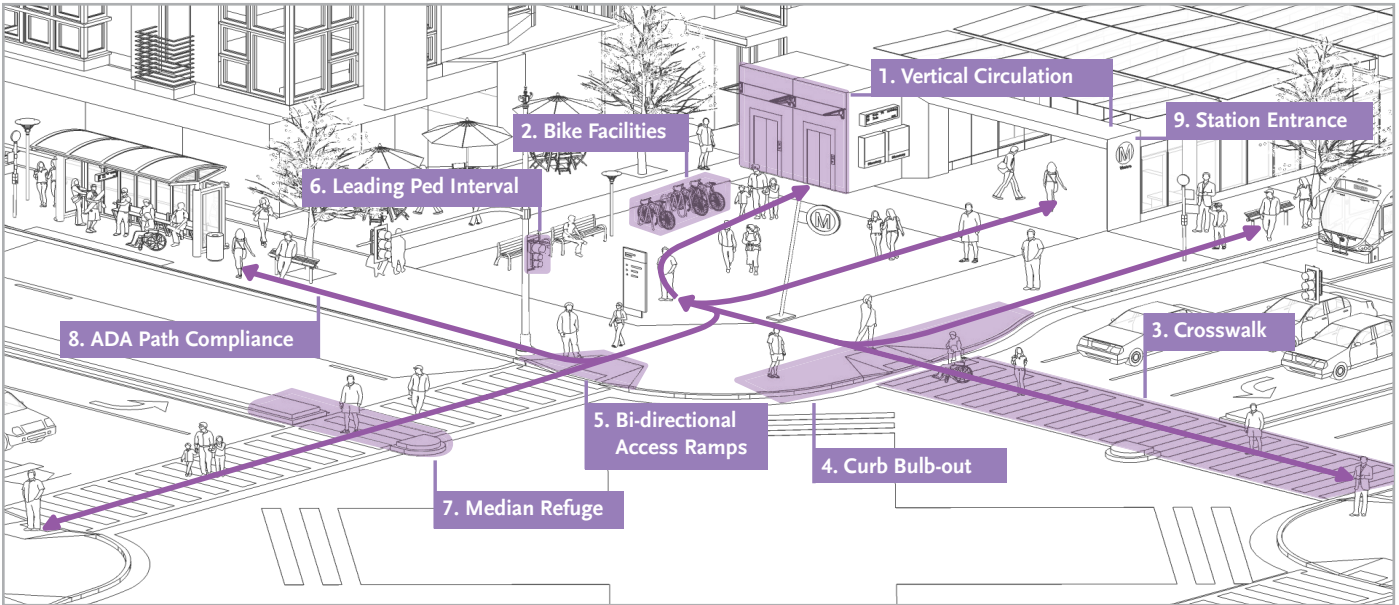 1. Vertical Circulation
9. Station Entrance
2. Bike Facilities
6. Leading Ped Interval
M
M
8. ADA Path Compliance
3. Crosswalk
5. Bi-directional
Access Ramps
4. Curb Bulb-out
7. Median Refuge